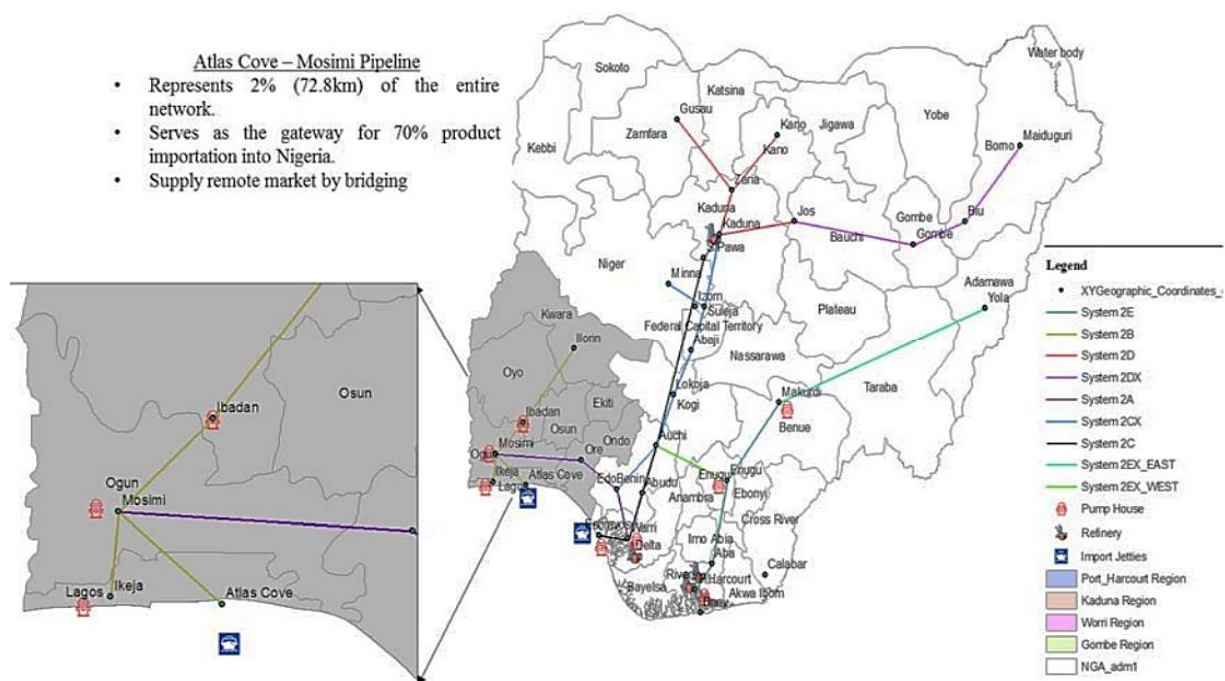 Atlas Cove – Mosimi Pipeline
• Represents 2% (72.8km) of the entire
network.
• Serves as the gateway for 70% product
importation into Nigeria.
• Supply remote market by bridging
Water body
Sokoto
Katsina
Gusau
Kano
Jigawa
Yobe
Zamfara
Kano
Maiduguri
Borno
Kebbi
Zaria
Kaduna
Kaduna
Jos
Gombe
Biu
Gombe
Bauchi
Niger
Minna
Izom
Suleja
Adamawa
Yola
Plateau
Federal Capital Territory
Kwara
Abaji
Nassarawa
Ilorin
Oyo
Lokoja
Kogi
Taraba
Makurdi
Ekiti
Ibadan
Osun
Ondo
Auchi
Benue
Mosimi
Ore
Ikeja
Atlas Cove
Lagos
Edo
Benin
Abudu
Enugu
Enugu
Anambra
Ebonyi
Cross River
Warri
Delta
Imo
Abia
Aba
Calabar
Bayelsa
Harcourt
Akwa Ibom
Ibadan
Osun
Ogun
Mosimi
Lagos
Ikeja
Atlas Cove
Legend
XYGeographic_Coordinates_
System 2E
System 2B
System 2D
System 2DX
System 2A
System 2CX
System 2C
System 2EX_EAST
System 2EX_WEST
Pump House
Refinery
Import Jetties
Port_Harcourt Region
Kaduna Region
Worri Region
Gombe Region
NGA_adm1